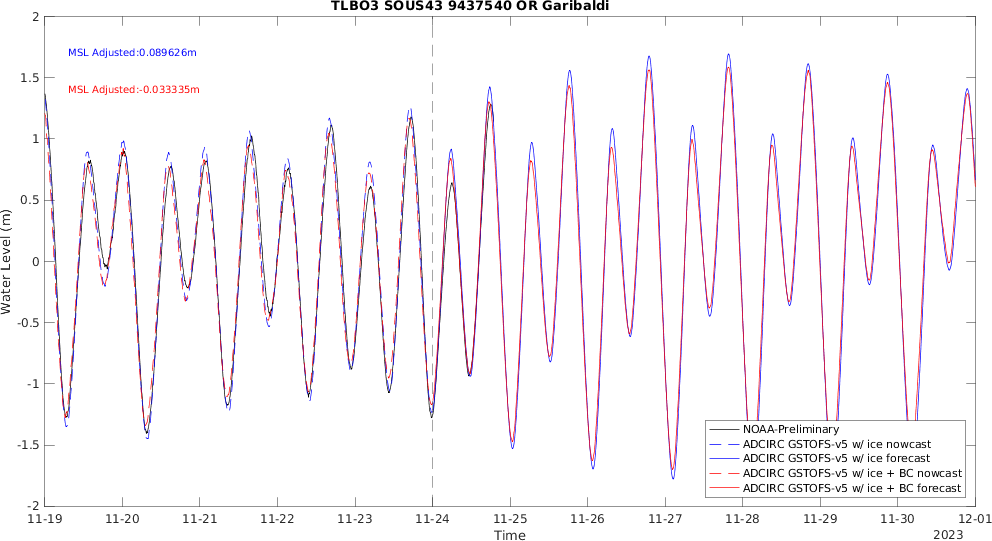 TLBO3 SOUS43 9437540 OR Garibaldi
MSL Adjusted:0.089626m
MSL Adjusted:-0.033335m
Water Level (m)
2
1.5
1
0.5
0
-0.5
-1
-1.5
-2
NOAA-Preliminary
ADCIRC GSTOFS-v5 w/ ice nowcast
ADCIRC GSTOFS-v5 w/ ice forecast
ADCIRC GSTOFS-v5 w/ ice + BC nowcast
ADCIRC GSTOFS-v5 w/ ice + BC forecast
11-19 11-20 11-21 11-22 11-23 11-24 11-25 11-26 11-27 11-28 11-29 11-30 12-01
Time
2023